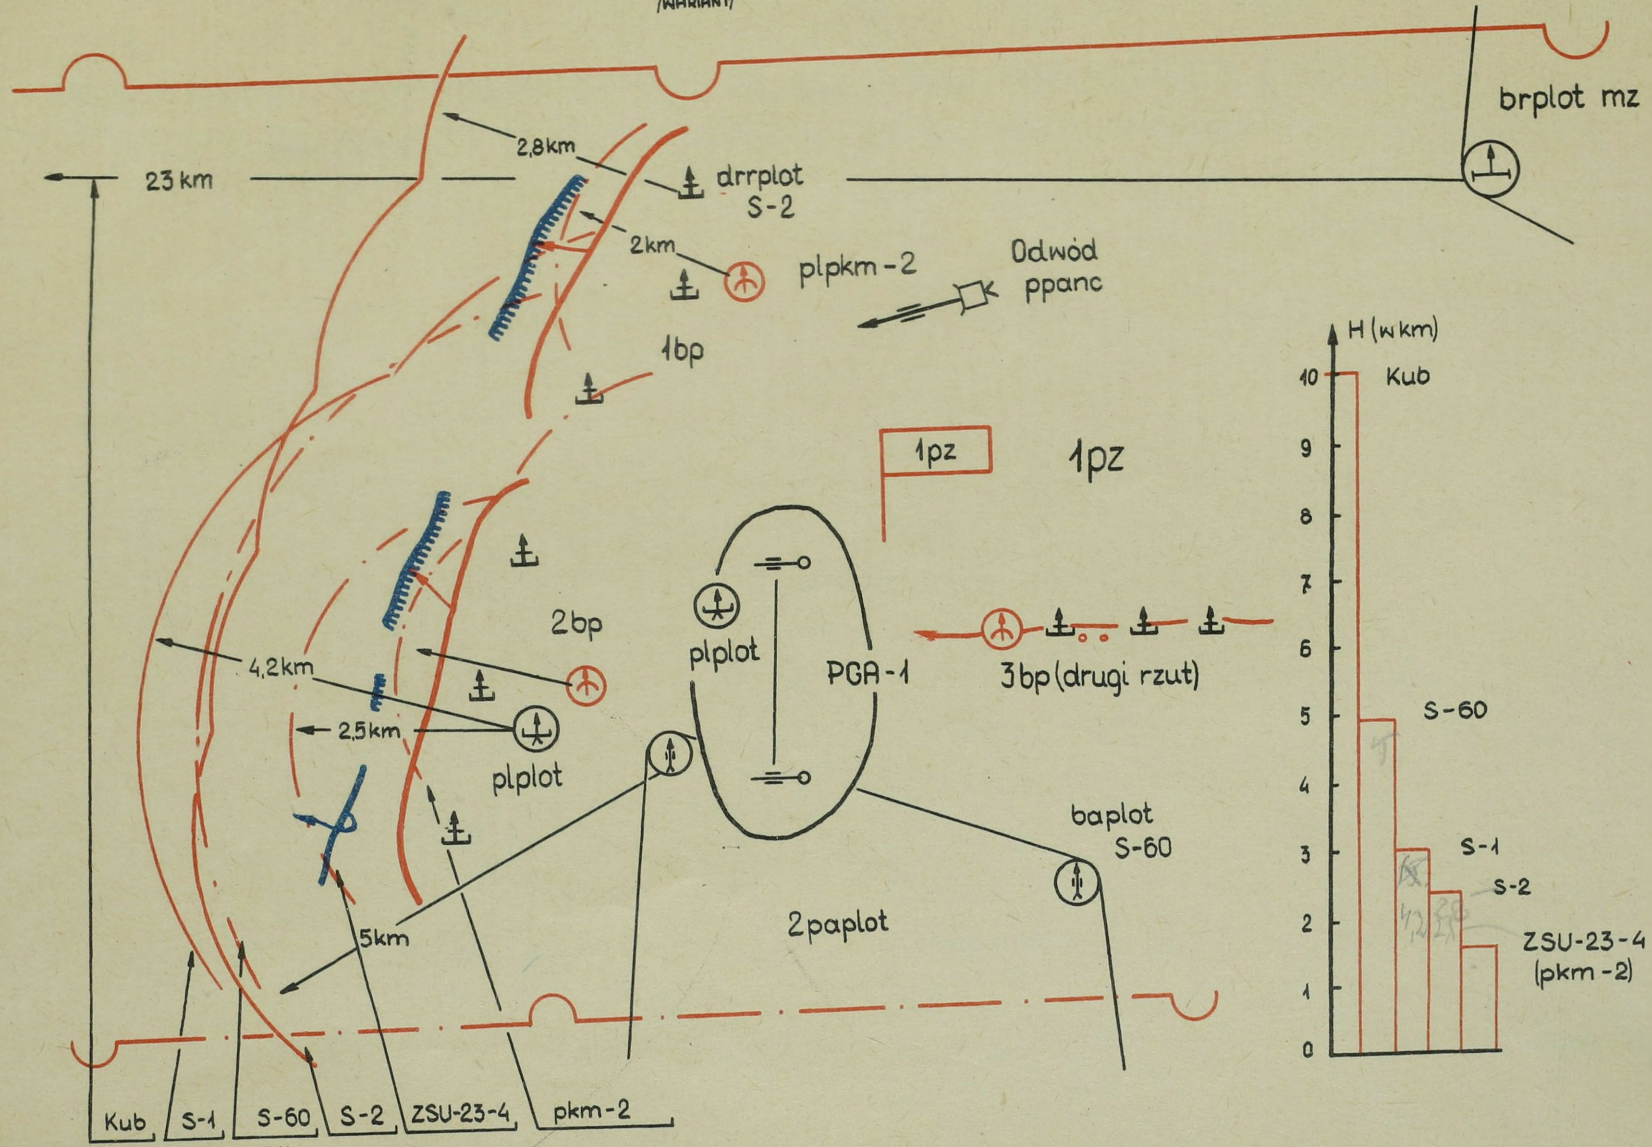 /WARIANT/
brplot mz
2,8km
23km
drrplot
S-2
2km
plpkm-2
Odwód
ppanc
1bp
H (w km)
10
Kub
9
8
7
6
5
4
3
2
1
0
S-60
S-1
S-2
ZSU-23-4
(pkm-2)
1pz
1pz
2bp
plplot
PGA-1
3bp (drugi rzut)
4,2km
2,5km
plplot
baplot
S-60
5km
2paplot
Kub
S-1
S-60
S-2
ZSU-23-4
pkm-2